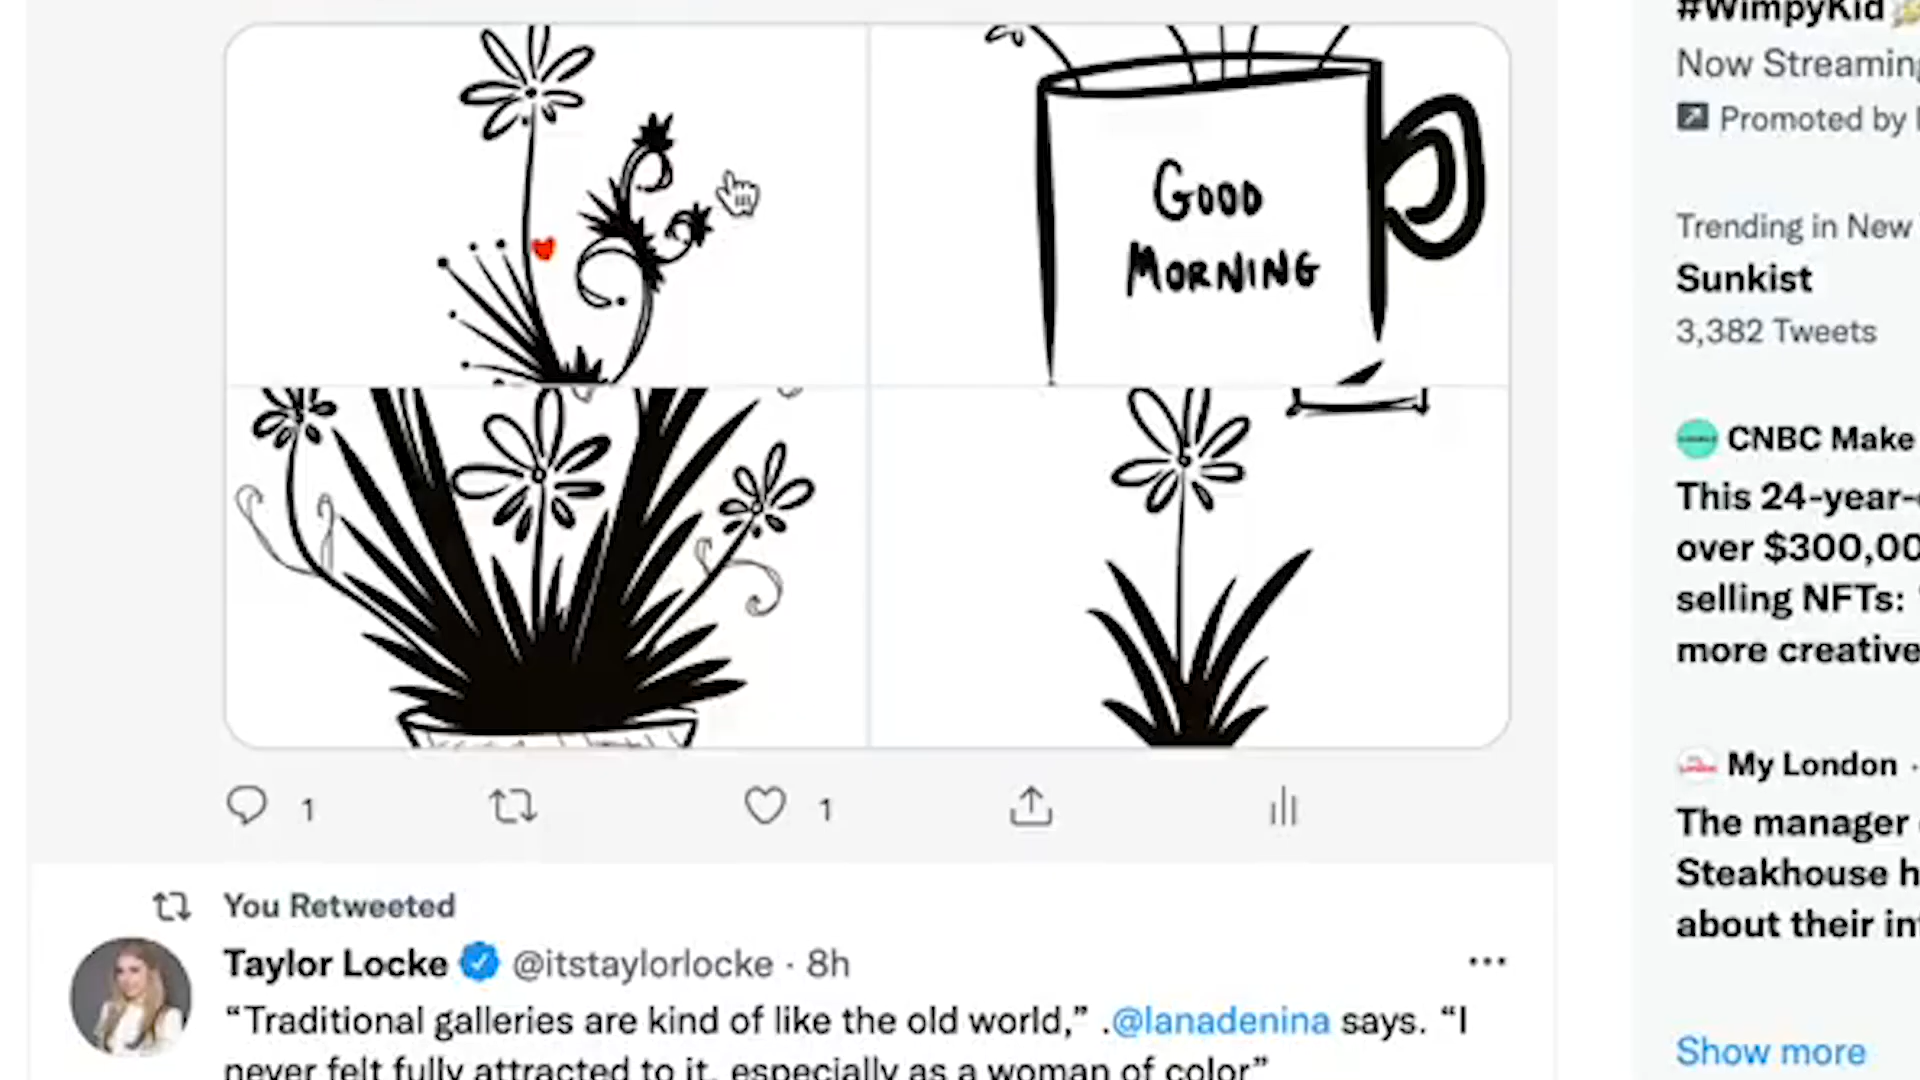 GOOD
MORNING
1
1
You Retweeted
Taylor Locke @itstaylorlocke · 8h
“Traditional galleries are kind of like the old world,” .@lanadenina says. “I
never felt fully attracted to it, especially as a woman of color”
#WimpyKid
Now Streaming
Promoted by
Trending in New
Sunkist
3,382 Tweets
CNBC Make
This 24-year-
over $300,00
selling NFTs:
more creative
My London ·
The manager
Steakhouse h
about their in
Show more